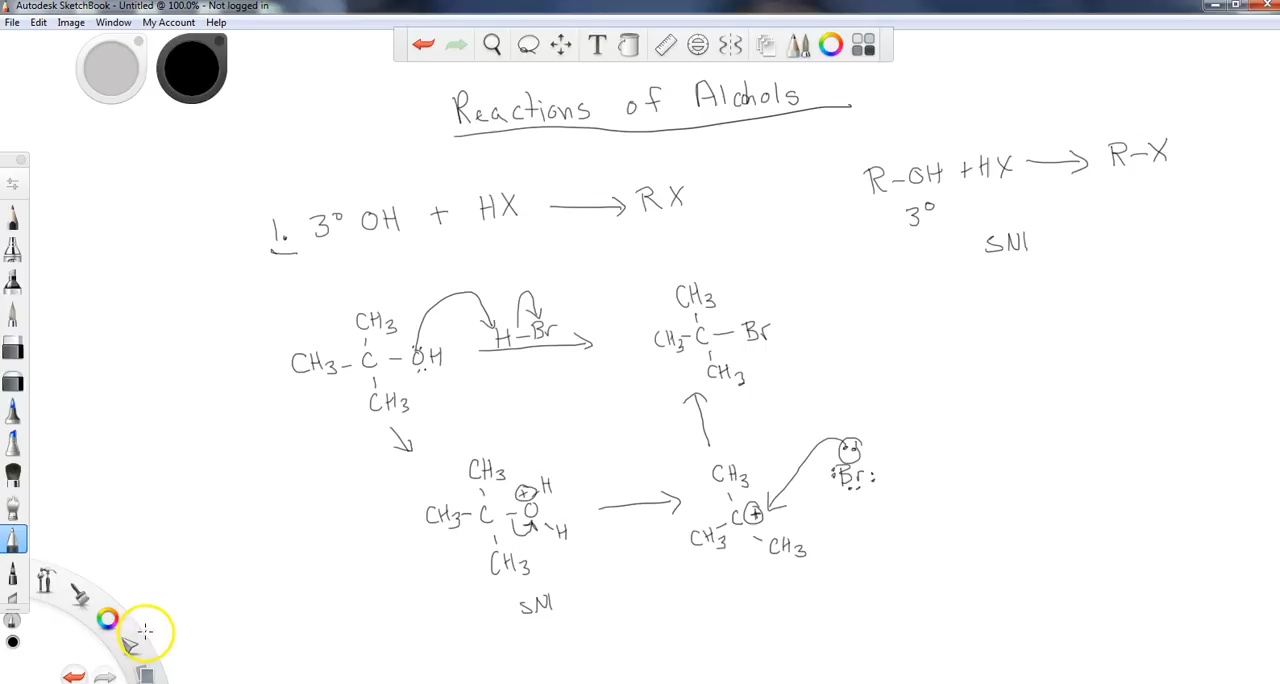 Autodesk SketchBook - Untitled @ 100.0% - Not logged in
File Edit Image Window My Account Help
Reactions of Alcohols
R-OH + HX → R-X
3°
SN1
1. 3° OH + HX → RX
CH3
CH3-C-OH
CH3
H-Br
CH3
CH3-C-Br
CH3
CH3
CH3-C-O
H
H
CH3
SN1
CH3
C+
CH3
CH3
Br